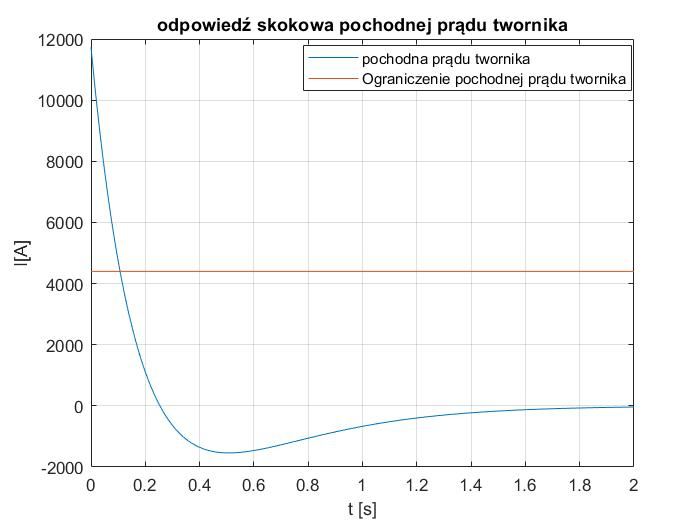 odpowiedź skokowa pochodnej prądu twornika
12000
10000
8000
6000
4000
2000
0
-2000
I[A]
pochodna prądu twornika
Ograniczenie pochodnej prądu twornika
0 0.2 0.4 0.6 0.8 1 1.2 1.4 1.6 1.8 2
t [s]